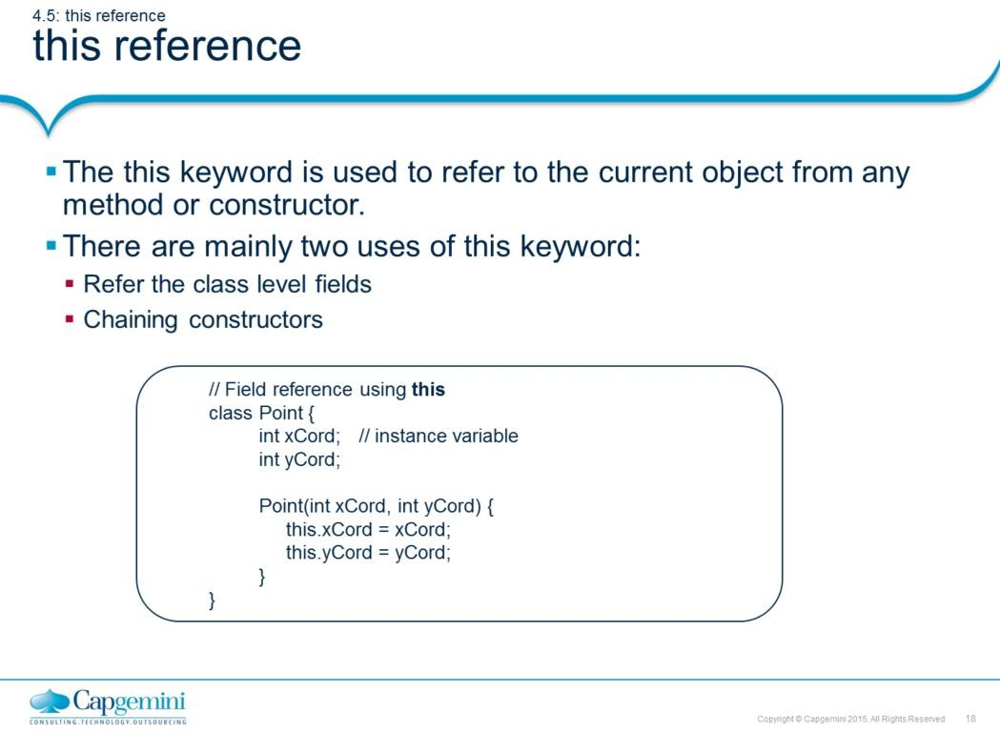 4.5: this reference
this reference
The this keyword is used to refer to the current object from any
method or constructor.
There are mainly two uses of this keyword:
Refer the class level fields
Chaining constructors
// Field reference using this
class Point {
int xCord; // instance variable
int yCord;
Point(int xCord, int yCord) {
this.xCord = xCord;
this.yCord = yCord;
}
}
Capgemini
CONSULTING.TECHNOLOGY.OUTSOURCING
Copyright © Capgemini 2015. All Rights Reserved 18